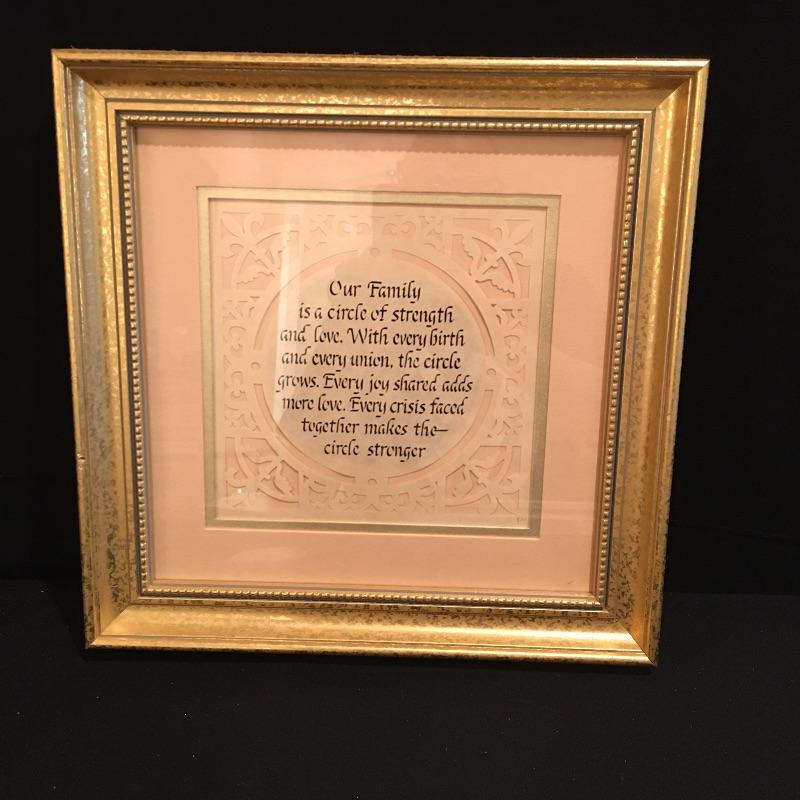 Our Family
is a circle of strength
and love. With every birth
and every union, the circle
grows. Every joy shared adds
more love. Every crisis faced
together makes the—
circle stronger